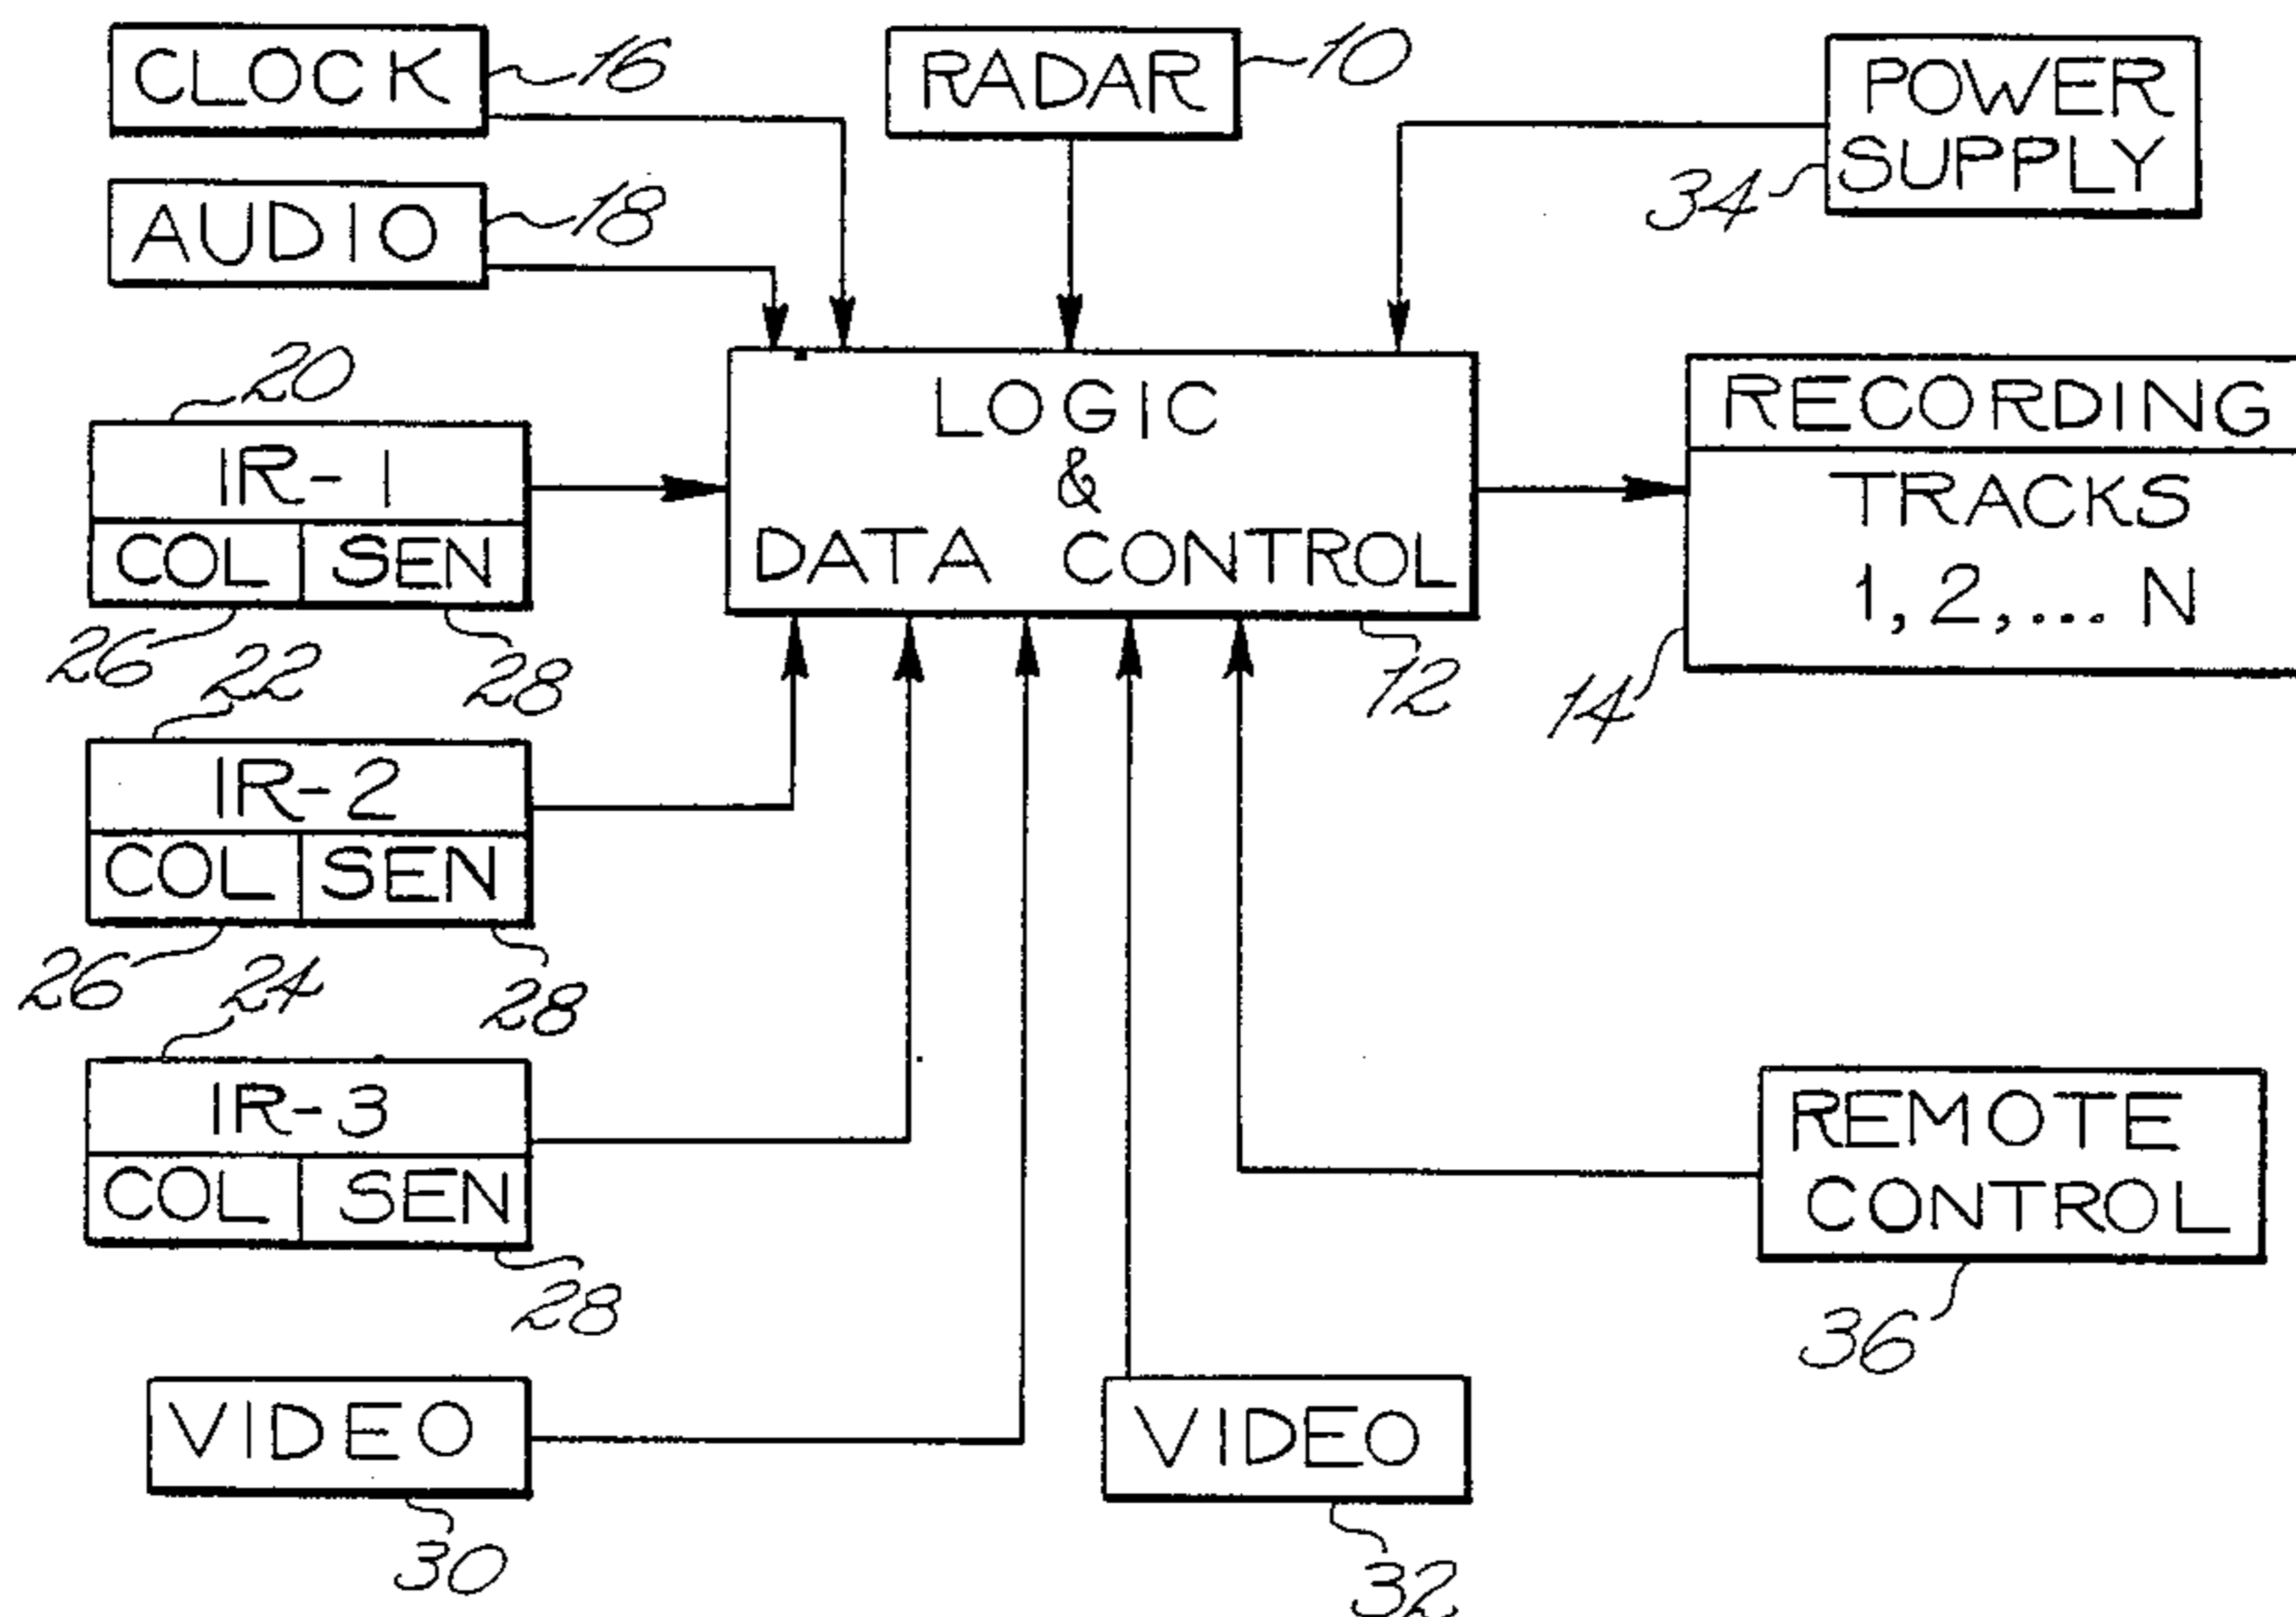 CLOCK
16
RADAR
10
POWER
SUPPLY
34
AUDIO
18
20
IR-1
COL SEN
26
28
LOGIC
&
DATA CONTROL
12
RECORDING
TRACKS
1, 2, ... N
14
22
IR-2
COL SEN
26
28
24
IR-3
COL SEN
28
REMOTE
CONTROL
36
VIDEO
30
VIDEO
32